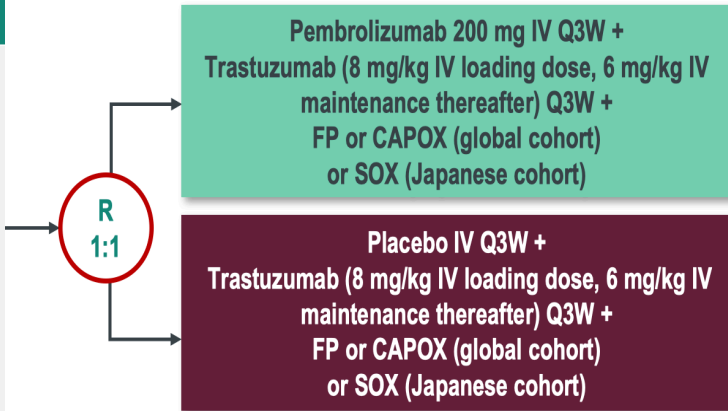 Pembrolizumab 200 mg IV Q3W +
Trastuzumab (8 mg/kg IV loading dose, 6 mg/kg IV
maintenance thereafter) Q3W +
FP or CAPOX (global cohort)
or SOX (Japanese cohort)
R
1:1
Placebo IV Q3W +
Trastuzumab (8 mg/kg IV loading dose, 6 mg/kg IV
maintenance thereafter) Q3W +
FP or CAPOX (global cohort)
or SOX (Japanese cohort)